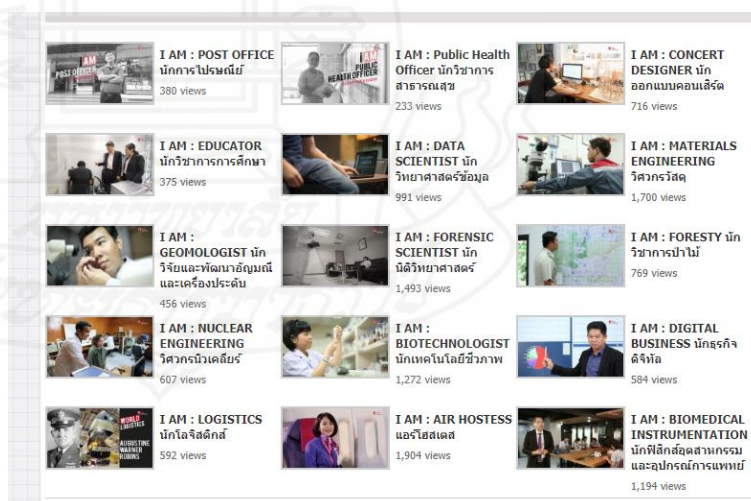 I AM : POST OFFICE
นักการไปรษณีย์
380 views
I AM : Public Health
Officer นักวิชาการ
สาธารณสุข
233 views
I AM : CONCERT
DESIGNER นัก
ออกแบบคอนเสิร์ต
716 views
I AM : EDUCATOR
นักวิชาการการศึกษา
375 views
I AM : DATA
SCIENTIST นัก
วิทยาศาสตร์ข้อมูล
991 views
I AM : MATERIALS
ENGINEERING
วิศวกรวัสดุ
1,700 views
I AM :
GEOMOLOGIST นัก
วิจัยและพัฒนาอัญมณี
และเครื่องประดับ
456 views
I AM : FORENSIC
SCIENTIST นัก
นิติวิทยาศาสตร์
1,493 views
I AM : FORESTY นัก
วิชาการป่าไม้
769 views
I AM : NUCLEAR
ENGINEERING
วิศวกรนิวเคลียร์
607 views
I AM :
BIOTECHNOLOGIST
นักเทคโนโลยีชีวภาพ
1,272 views
I AM : DIGITAL
BUSINESS นักธุรกิจ
ดิจิทัล
584 views
WORLD
LOGISTICS
AUGUSTINE
WARNER
ROBINS
I AM : LOGISTICS
นักโลจิสติกส์
592 views
I AM : AIR HOSTESS
แอร์โฮสเตส
1,904 views
I AM : BIOMEDICAL
INSTRUMENTATION
นักฟิสิกส์อุตสาหกรรม
และอุปกรณ์การแพทย์
1,194 views